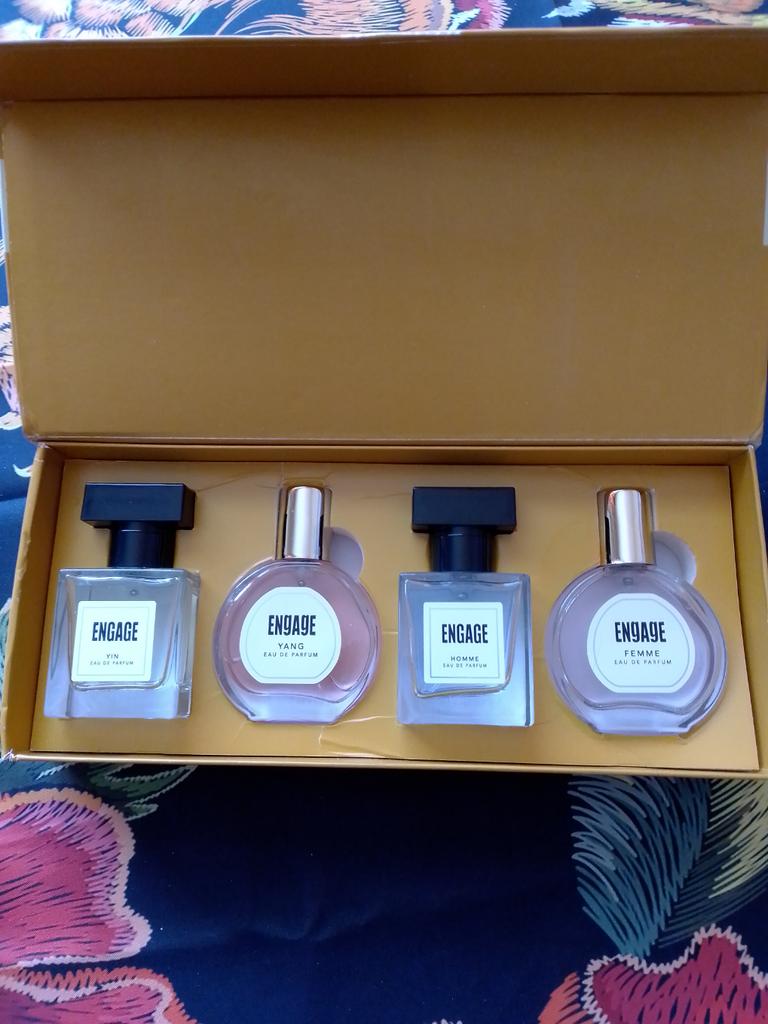 ENGAGE
YIN
EAU DE PARFUM
ENgAgE
YANG
EAU DE PARFUM
ENGAGE
HOMME
EAU DE PARFUM
ENgAgE
FEMME
EAU DE PARFUM